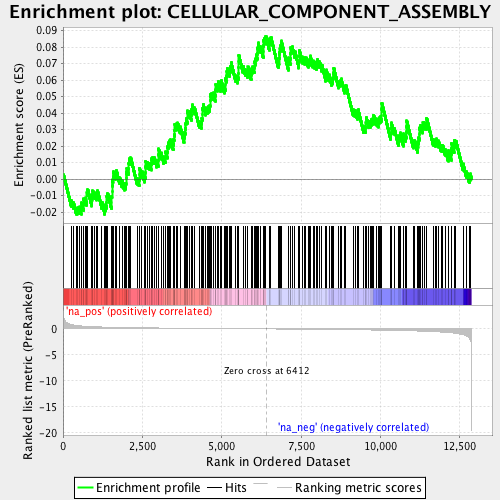 Enrichment plot: CELLULAR_COMPONENT_ASSEMBLY
Enrichment score (ES)
0.09
0.08
0.07
0.06
0.05
0.04
0.03
0.02
0.01
0.00
-0.01
-0.02
'na_pos' (positively correlated)
Ranked list metric (PreRanked)
0
-5
-10
-15
-20
Zero cross at 6412
'na_neg' (negatively correlated)
0
2,500
5,000
7,500
10,000
12,500
Rank in Ordered Dataset
Enrichment profile
Hits
Ranking metric scores